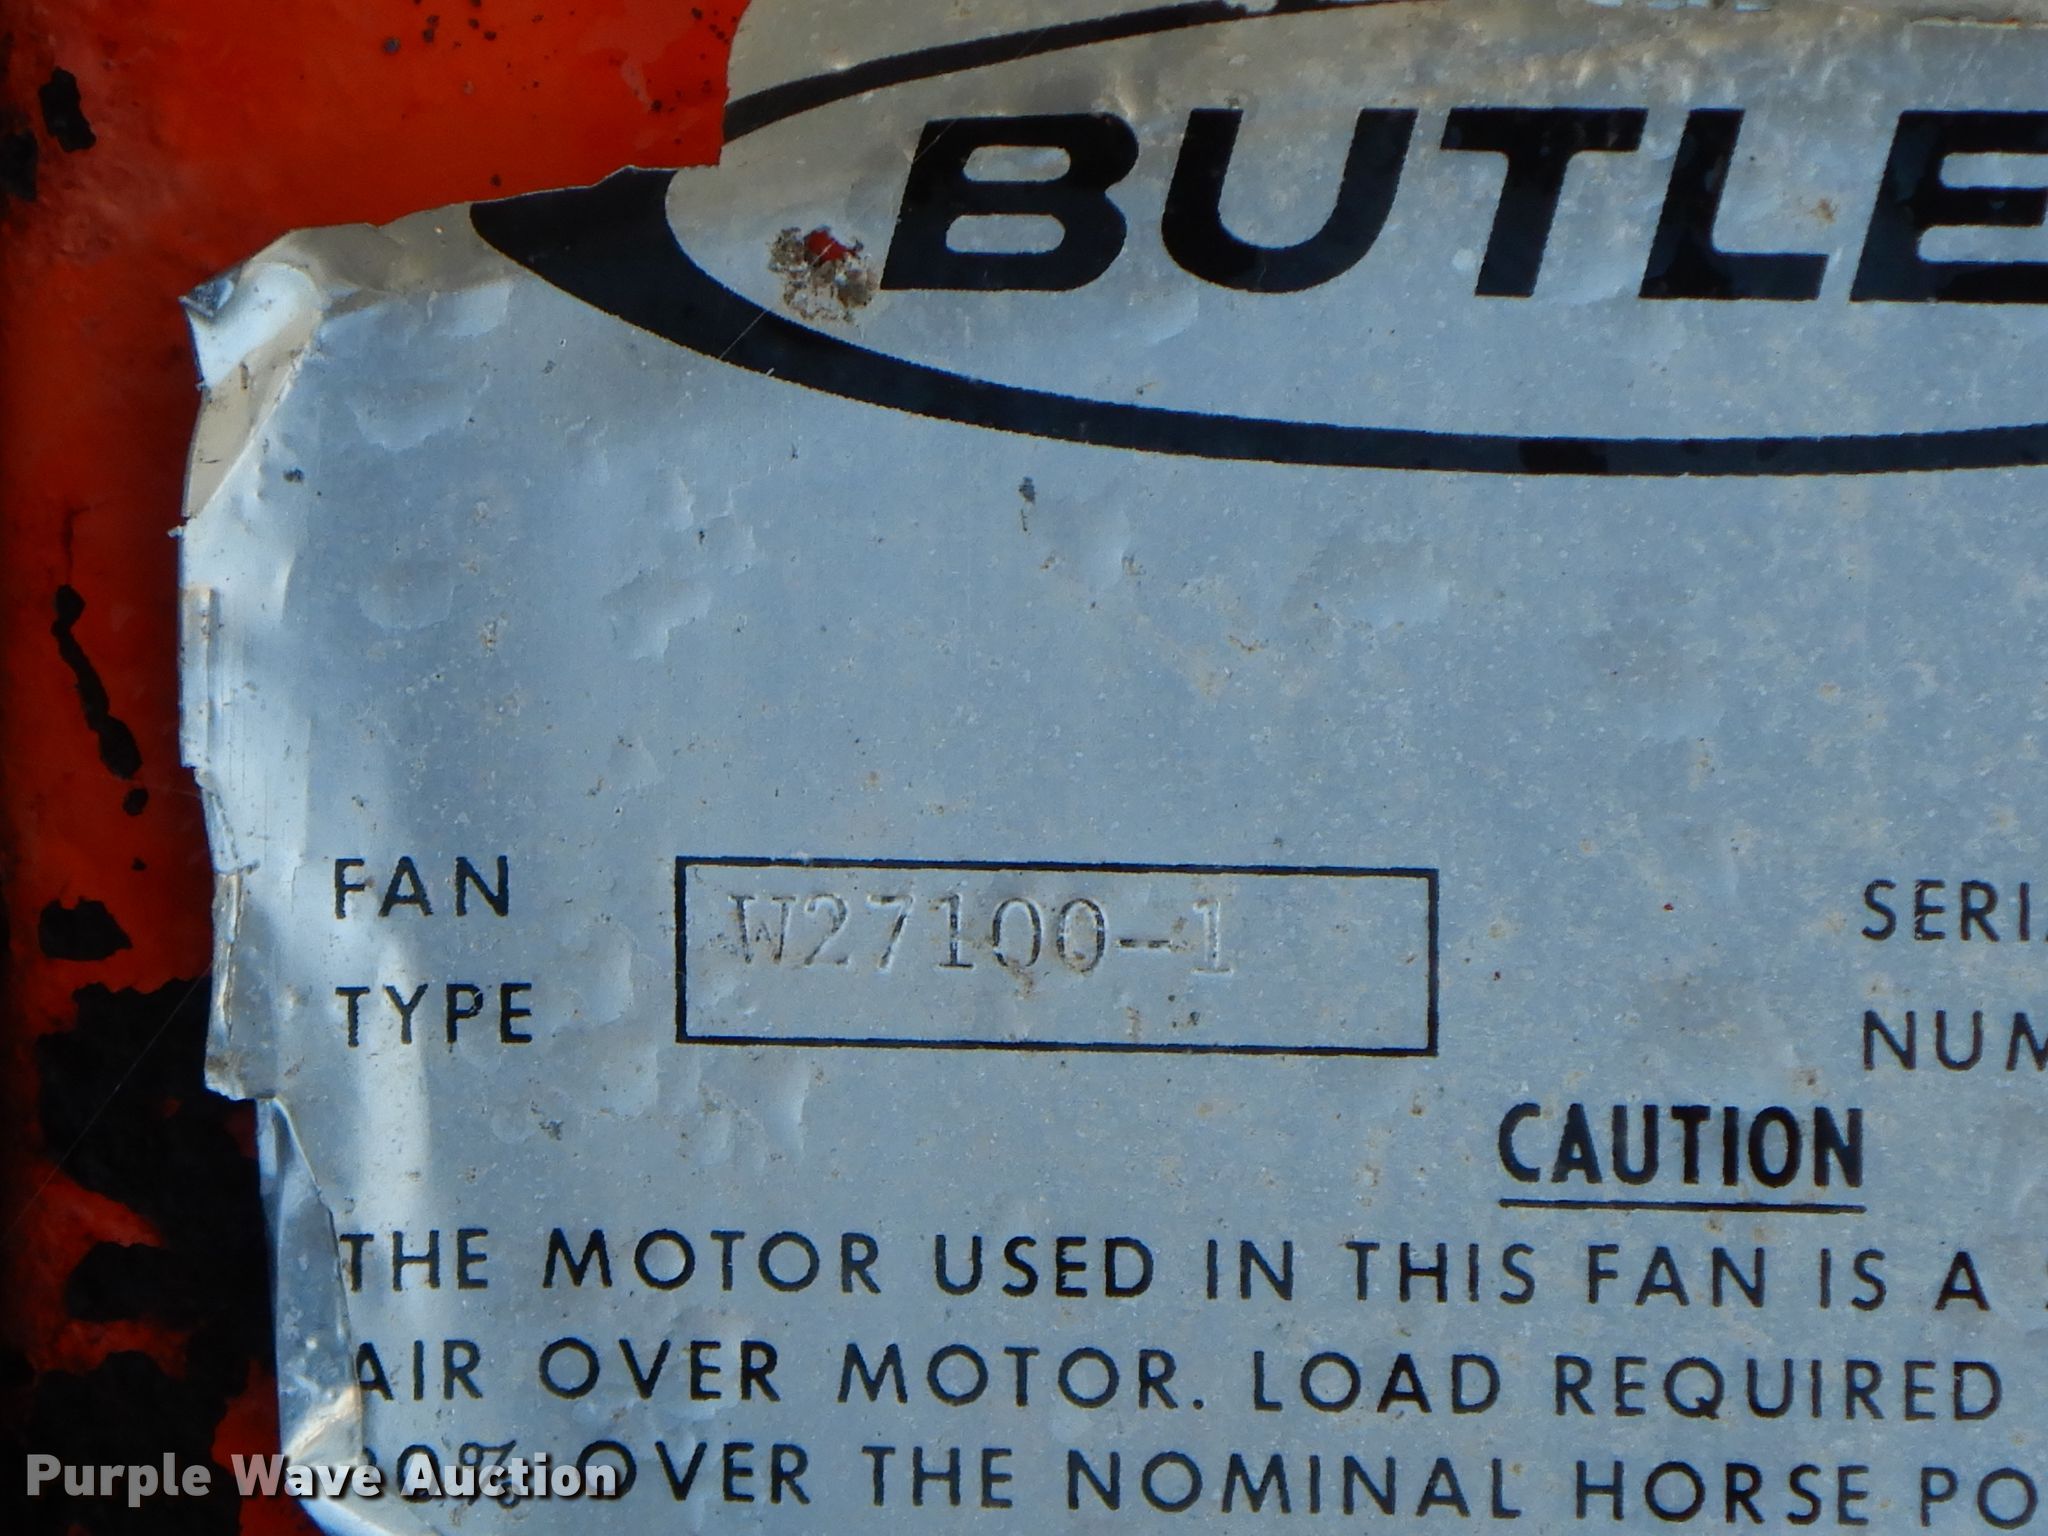 BUTLE
FAN TYPE W27100-1
SERI
NUM
CAUTION
THE MOTOR USED IN THIS FAN IS A
AIR OVER MOTOR. LOAD REQUIRED
0% OVER THE NOMINAL HORSE PO
Purple Wave Auction